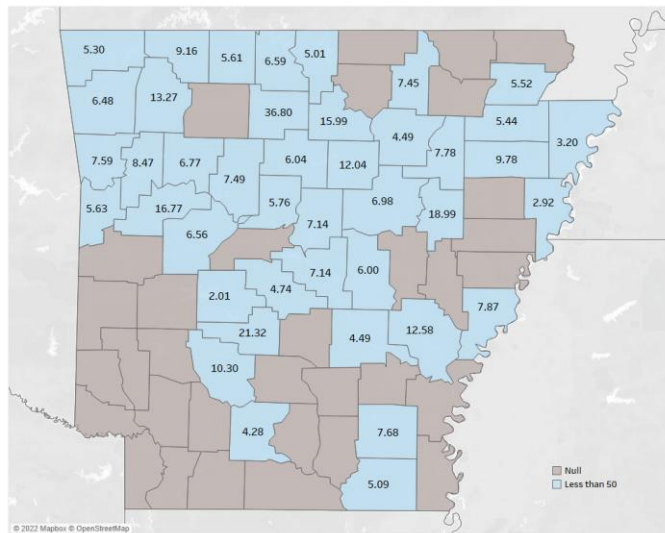 5.30 9.16 5.61 6.59 5.01
7.45 5.52
6.48 13.27 36.80 15.99 5.44 3.20
4.49
7.59 8.47 6.77 6.04 12.04 7.78 9.78
7.49
5.63 16.77 5.76 6.98 18.99 2.92
6.56 7.14
7.14 6.00
2.01 4.74 7.87
21.32 4.49 12.58
10.30
4.28 7.68
Null
5.09 Less than 50
© 2022 Mapbox © OpenStreetMap